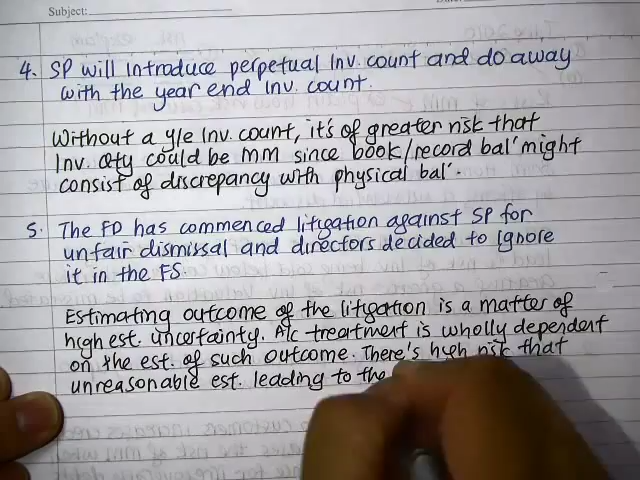 Subject:
4. SP will introduce perpetual Inv. count and do away
with the year end Inv. count.
Without a y/e Inv. count, it's of greater risk that
Inv. qty could be MM since book/record bal' might
consist of discrepancy with physical bal'.
5. The FD has commenced litigation against SP for
unfair dismissal and directors decided to ignore
it in the FS.
Estimating outcome of the litigation is a matter of
high est. uncertainty. A/c treatment is wholly dependent
on the est. of such outcome. There's high risk that
unreasonable est. leading to the